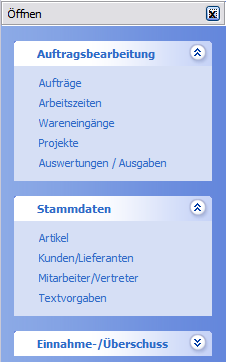 Öffnen
Auftragsbearbeitung
Aufträge
Arbeitszeiten
Wareneingänge
Projekte
Auswertungen / Ausgaben
Stammdaten
Artikel
Kunden/Lieferanten
Mitarbeiter/Vertreter
Textvorgaben
Einnahme-/Überschuss